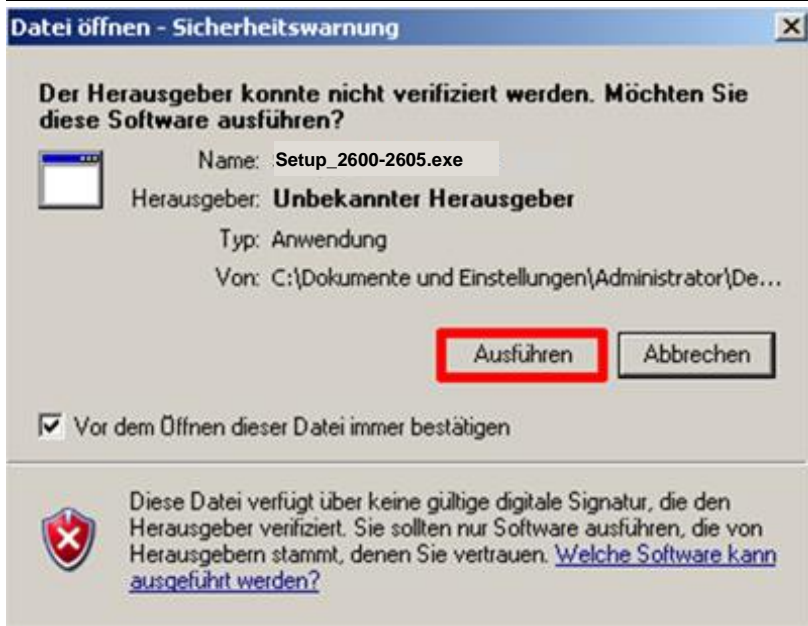 Datei öffnen - Sicherheitswarnung
Der Herausgeber konnte nicht verifiziert werden. Möchten Sie
diese Software ausführen?
Name: Setup_2600-2605.exe
Herausgeber: Unbekannter Herausgeber
Typ: Anwendung
Von: C:\Dokumente und Einstellungen\Administrator\De...
Ausführen Abbrechen
Vor dem Öffnen dieser Datei immer bestätigen
Diese Datei verfügt über keine gültige digitale Signatur, die den
Herausgeber verifiziert. Sie sollten nur Software ausführen, die von
Herausgebern stammt, denen Sie vertrauen. Welche Software kann
ausgeführt werden?